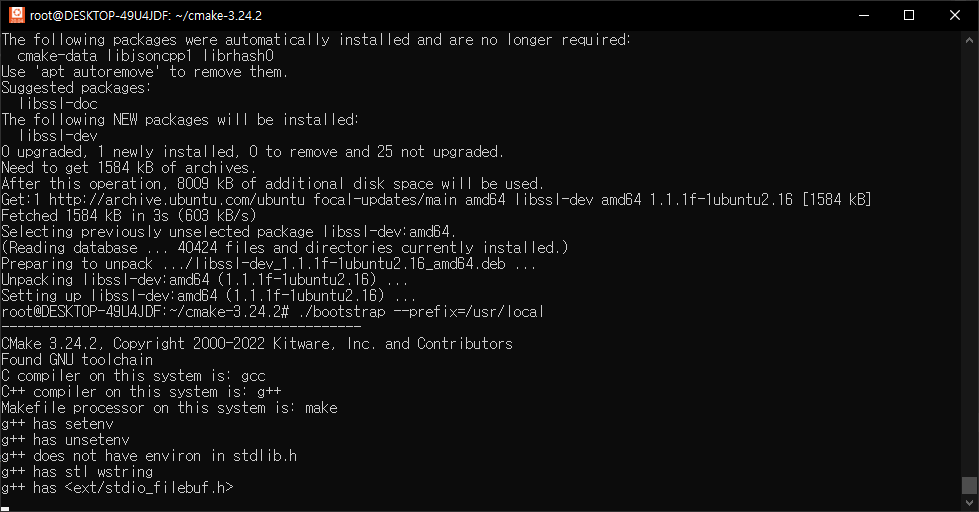 root@DESKTOP-49U4JDF: ~/cmake-3.24.2
The following packages were automatically installed and are no longer required:
  cmake-data libjsoncpp1 librhash0
Use 'apt autoremove' to remove them.
Suggested packages:
  libssl-doc
The following NEW packages will be installed:
  libssl-dev
0 upgraded, 1 newly installed, 0 to remove and 25 not upgraded.
Need to get 1584 kB of archives.
After this operation, 8009 kB of additional disk space will be used.
Get:1 http://archive.ubuntu.com/ubuntu focal-updates/main amd64 libssl-dev amd64 1.1.1f-1ubuntu2.16 [1584 kB]
Fetched 1584 kB in 3s (603 kB/s)
Selecting previously unselected package libssl-dev:amd64.
(Reading database ... 40424 files and directories currently installed.)
Preparing to unpack .../libssl-dev_1.1.1f-1ubuntu2.16_amd64.deb ...
Unpacking libssl-dev:amd64 (1.1.1f-1ubuntu2.16) ...
Setting up libssl-dev:amd64 (1.1.1f-1ubuntu2.16) ...
root@DESKTOP-49U4JDF:~/cmake-3.24.2# ./bootstrap --prefix=/usr/local
---------------------------------------------
CMake 3.24.2, Copyright 2000-2022 Kitware, Inc. and Contributors
Found GNU toolchain
C compiler on this system is: gcc
C++ compiler on this system is: g++
Makefile processor on this system is: make
g++ has setenv
g++ has unsetenv
g++ does not have environ in stdlib.h
g++ has stl wstring
g++ has <ext/stdio_filebuf.h>